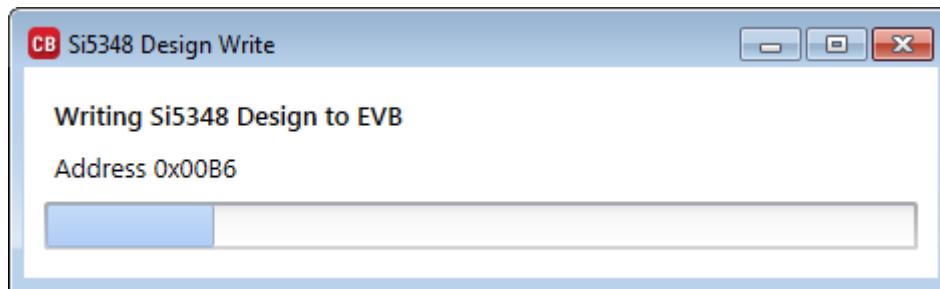 CB Si5348 Design Write
Writing Si5348 Design to EVB
Address 0x00B6